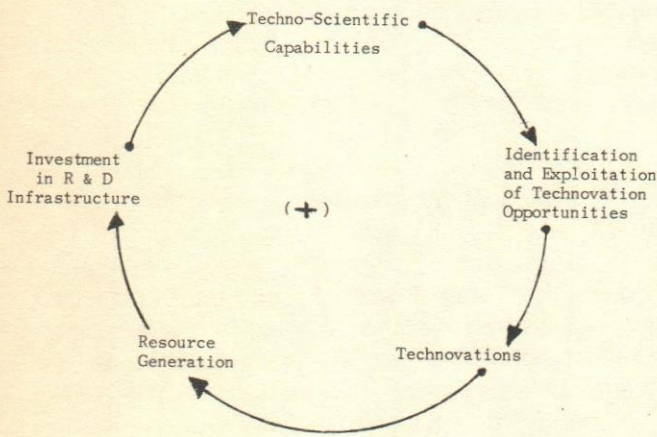 Techno-Scientific
Capabilities
Identification
and Exploitation
of Technovation
Opportunities
Technovations
Resource
Generation
Investment
in R & D
Infrastructure
(+)